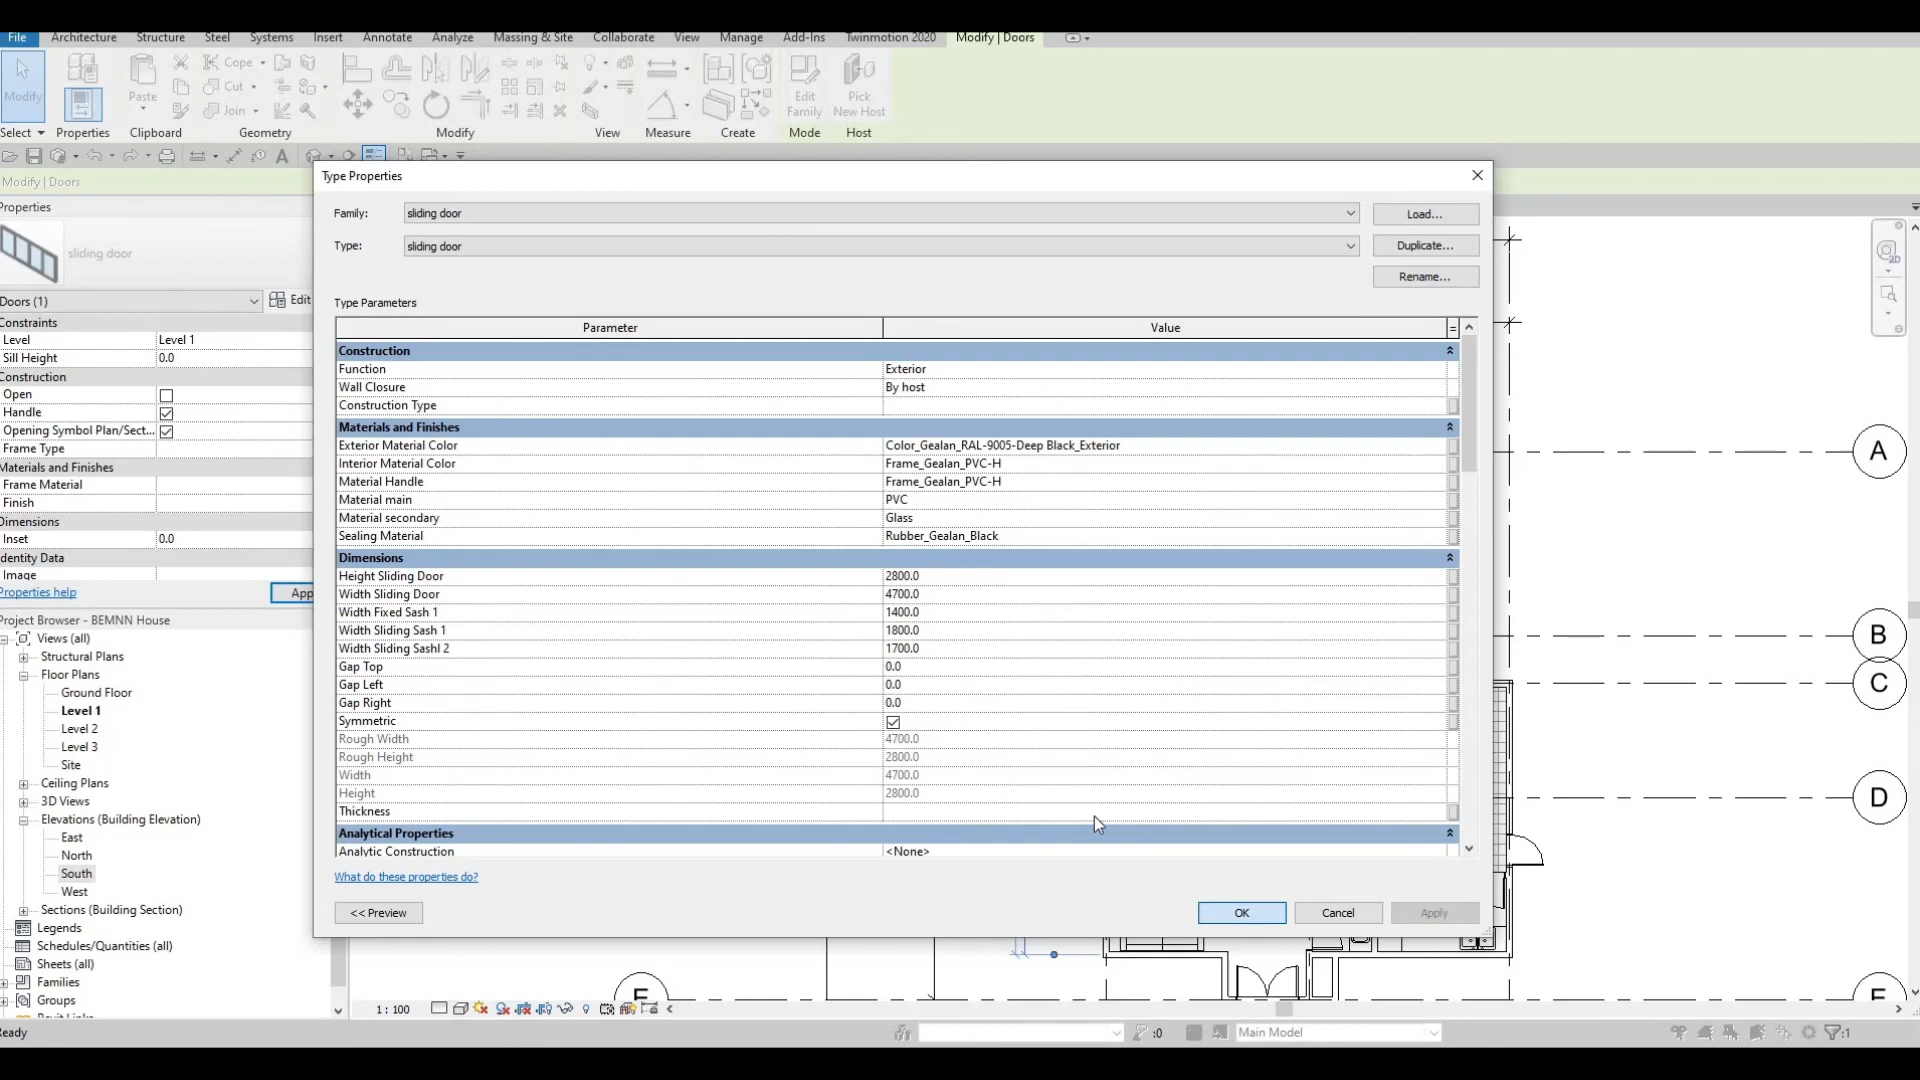 File Architecture Structure Steel Systems Insert Annotate Analyze Massing & Site Collaborate View Manage Add-Ins Twinmotion 2020 Modify | Doors
Modify Paste Cope Cut Join Edit Family Pick New Host
Select Properties Clipboard Geometry Modify View Measure Create Mode Host
Modify | Doors
Properties
sliding door
Doors (1) Edit
Constraints
Level Level 1
Sill Height 0.0
Construction
Open
Handle
Opening Symbol Plan/Sect...
Frame Type
Materials and Finishes
Frame Material
Finish
Dimensions
Inset 0.0
Identity Data
Image
Properties help App
Project Browser - BEMNN House
Views (all)
Structural Plans
Floor Plans
Ground Floor
Level 1
Level 2
Level 3
Site
Ceiling Plans
3D Views
Elevations (Building Elevation)
East
North
South
West
Sections (Building Section)
Legends
Schedules/Quantities (all)
Sheets (all)
Families
Groups
Revit Links
Type Properties
Family: sliding door Load...
Type: sliding door Duplicate...
Rename...
Type Parameters
Parameter Value =
Construction
Function Exterior
Wall Closure By host
Construction Type
Materials and Finishes
Exterior Material Color Color_Gealan_RAL-9005-Deep Black_Exterior
Interior Material Color Frame_Gealan_PVC-H
Material Handle Frame_Gealan_PVC-H
Material main PVC
Material secondary Glass
Sealing Material Rubber_Gealan_Black
Dimensions
Height Sliding Door 2800.0
Width Sliding Door 4700.0
Width Fixed Sash 1 1400.0
Width Sliding Sash 1 1800.0
Width Sliding Sashl 2 1700.0
Gap Top 0.0
Gap Left 0.0
Gap Right 0.0
Symmetric
Rough Width 4700.0
Rough Height 2800.0
Width 4700.0
Height 2800.0
Thickness
Analytical Properties
Analytic Construction <None>
What do these properties do?
<< Preview OK Cancel Apply
2D
A
B
C
D
1 : 100
Ready :0 Main Model :1